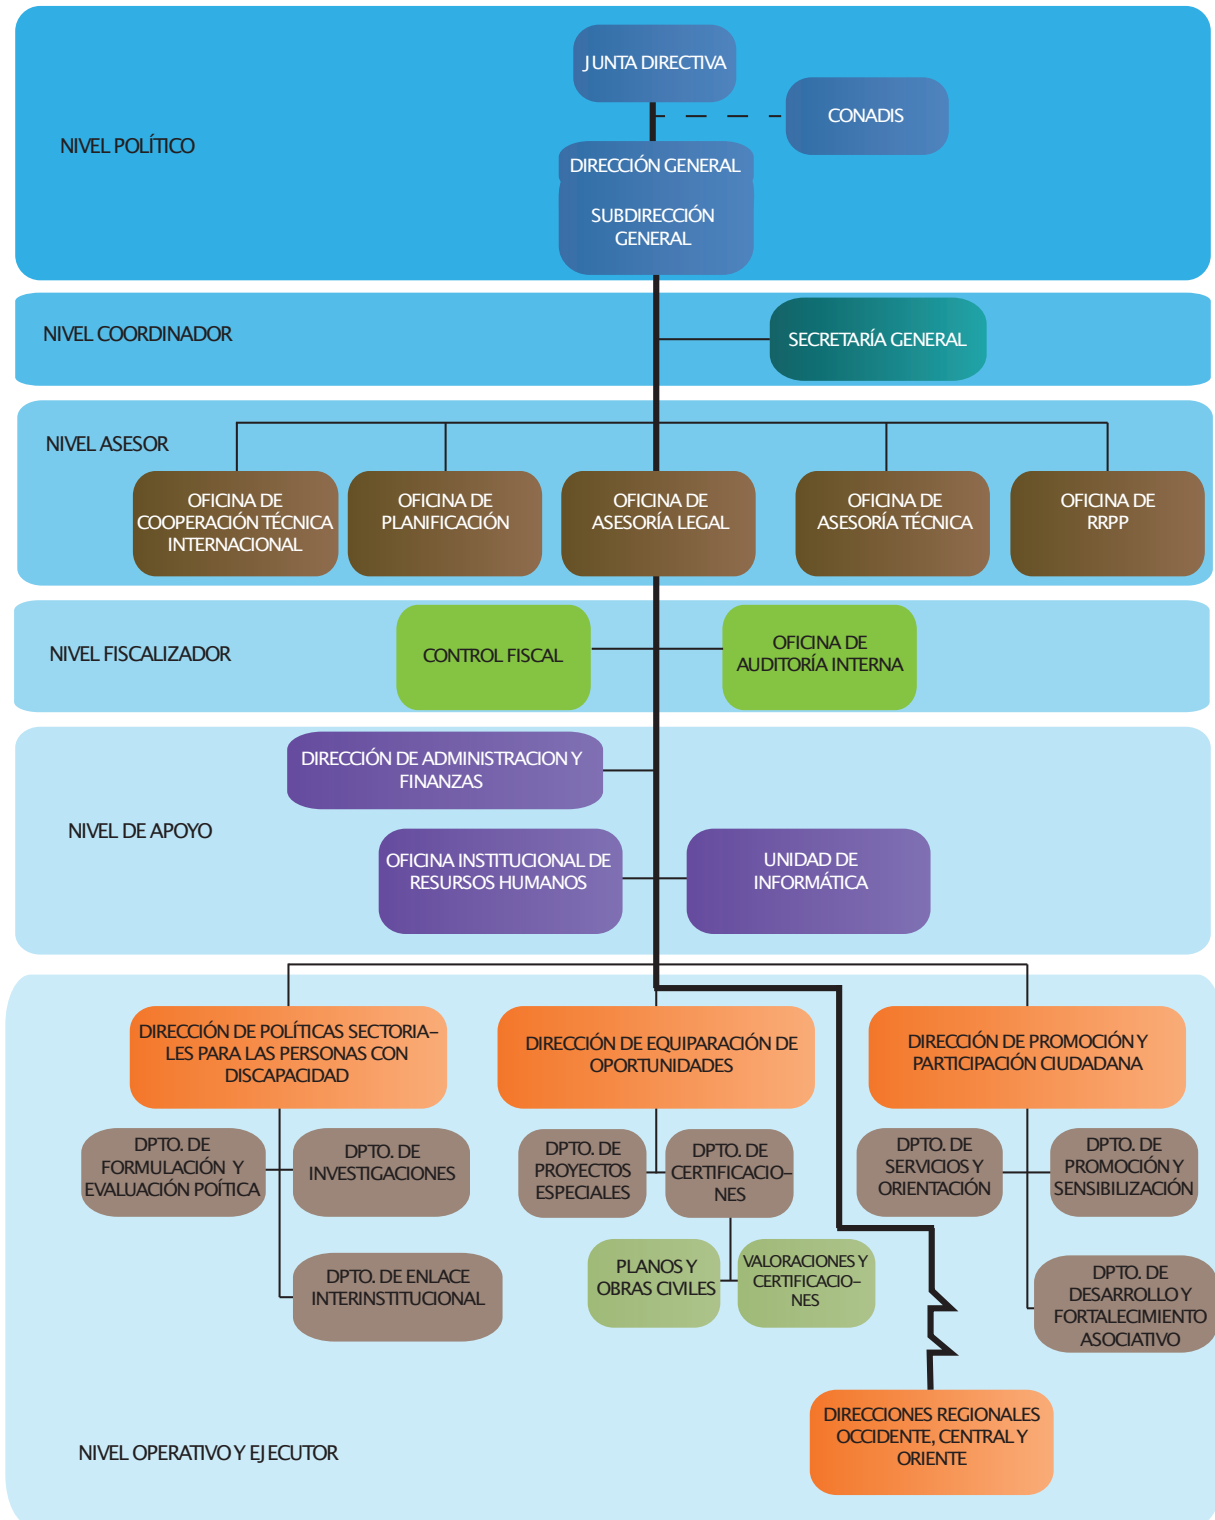 JUNTA DIRECTIVA
CONADIS
NIVEL POLÍTICO
DIRECCIÓN GENERAL
SUBDIRECCIÓN
GENERAL
NIVEL COORDINADOR
SECRETARÍA GENERAL
NIVEL ASESOR
OFICINA DE
COOPERACIÓN TÉCNICA
INTERNACIONAL
OFICINA DE
PLANIFICACIÓN
OFICINA DE
ASESORÍA LEGAL
OFICINA DE
ASESORÍA TÉCNICA
OFICINA DE
RRPP
NIVEL FISCALIZADOR
CONTROL FISCAL
OFICINA DE
AUDITORÍA INTERNA
DIRECCIÓN DE ADMINISTRACION Y
FINANZAS
NIVEL DE APOYO
OFICINA INSTITUCIONAL DE
RESURSOS HUMANOS
UNIDAD DE
INFORMÁTICA
DIRECCIÓN DE POLÍTICAS SECTORIA–
LES PARA LAS PERSONAS CON
DISCAPACIDAD
DIRECCIÓN DE EQUIPARACIÓN DE
OPORTUNIDADES
DIRECCIÓN DE PROMOCIÓN Y
PARTICIPACIÓN CIUDADANA
DPTO. DE
FORMULACIÓN Y
EVALUACIÓN POÍTICA
DPTO. DE
INVESTIGACIONES
DPTO. DE
PROYECTOS
ESPECIALES
DPTO. DE
CERTIFICACIO–
NES
DPTO. DE
SERVICIOS Y
ORIENTACIÓN
DPTO. DE
PROMOCIÓN Y
SENSIBILIZACIÓN
DPTO. DE ENLACE
INTERINSTITUCIONAL
PLANOS Y
OBRAS CIVILES
VALORACIONES Y
CERTIFICACIO–
NES
DPTO. DE
DESARROLLO Y
FORTALECIMIENTO
ASOCIATIVO
DIRECCIONES REGIONALES
OCCIDENTE, CENTRAL Y
ORIENTE
NIVEL OPERATIVO Y EJECUTOR